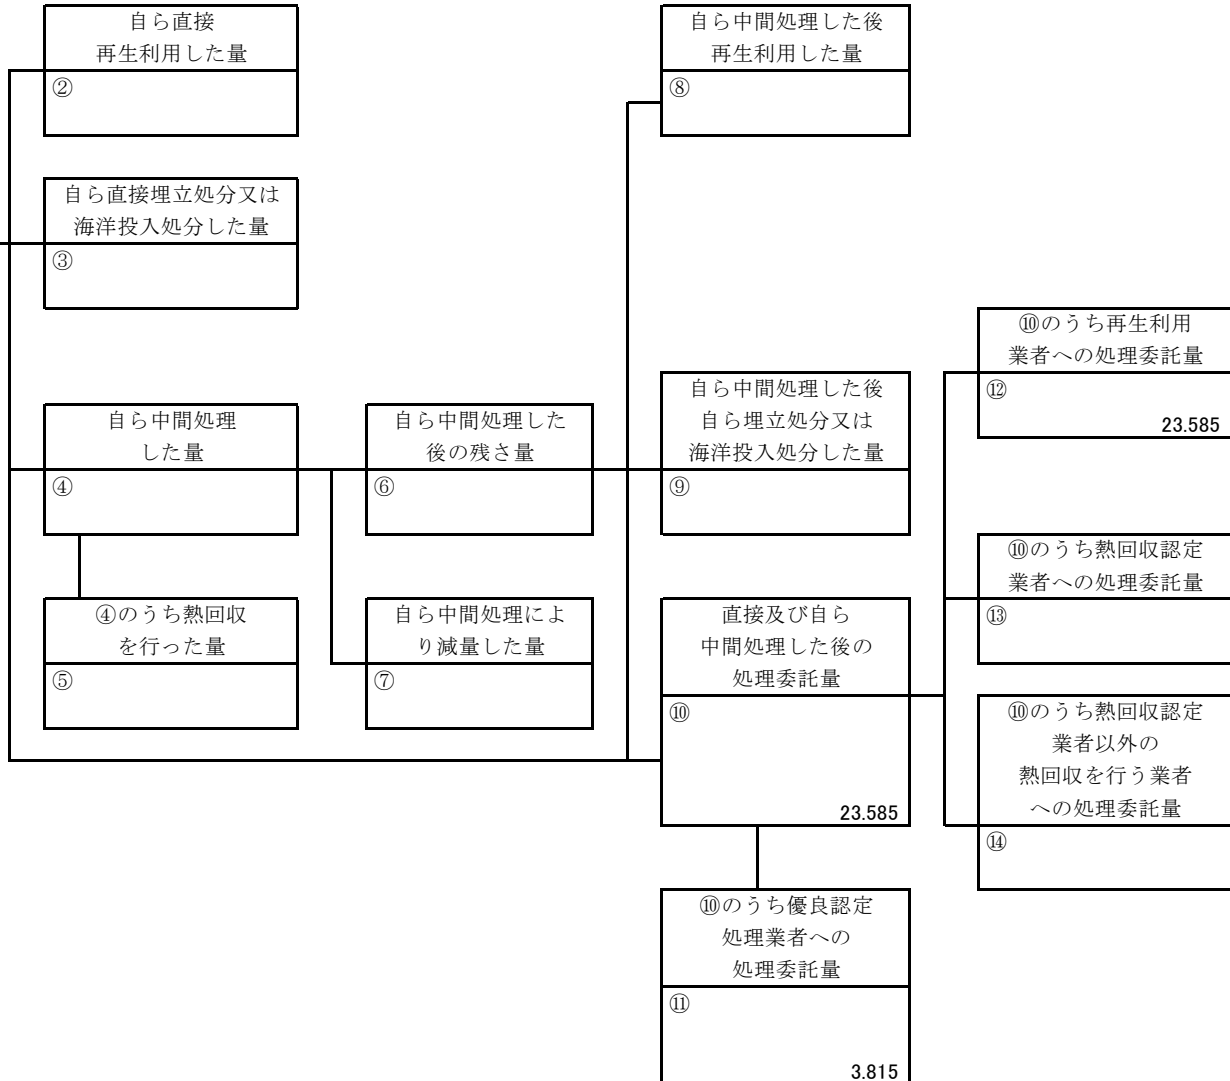 自ら直接
再生利用した量
②
自ら中間処理した後
再生利用した量
⑧
自ら直接埋立処分又は
海洋投入処分した量
③
⑩のうち再生利用
業者への処理委託量
⑫
23.585
自ら中間処理
した量
④
自ら中間処理した
後の残さ量
⑥
自ら中間処理した後
自ら埋立処分又は
海洋投入処分した量
⑨
⑩のうち熱回収認定
業者への処理委託量
⑬
④のうち熱回収
を行った量
⑤
自ら中間処理によ
り減量した量
⑦
直接及び自ら
中間処理した後の
処理委託量
⑩
23.585
⑩のうち熱回収認定
業者以外の
熱回収を行う業者
への処理委託量
⑭
⑩のうち優良認定
処理業者への
処理委託量
⑪
3.815